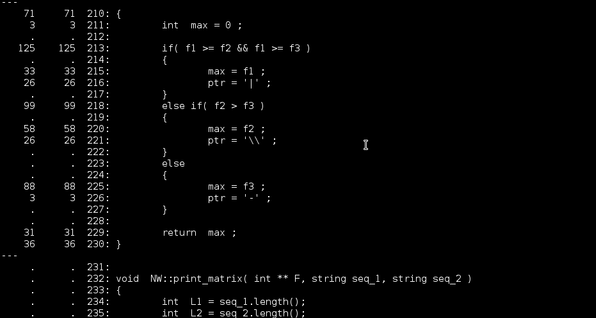 ---
71 71 210: {
3 3 211: int max = 0 ;
. . 212:
125 125 213: if( f1 >= f2 && f1 >= f3 )
. . 214: {
33 33 215: max = f1 ;
26 26 216: ptr = '|' ;
. . 217: }
99 99 218: else if( f2 > f3 )
. . 219: {
58 58 220: max = f2 ;
26 26 221: ptr = '\\' ;
. . 222: }
. . 223: else
. . 224: {
88 88 225: max = f3 ;
3 3 226: ptr = '-' ;
. . 227: }
. . 228:
31 31 229: return max ;
36 36 230: }
---
. . 231:
. . 232: void NW::print_matrix( int ** F, string seq_1, string seq_2 )
. . 233: {
. . 234: int L1 = seq_1.length();
. . 235: int L2 = seq_2.length();